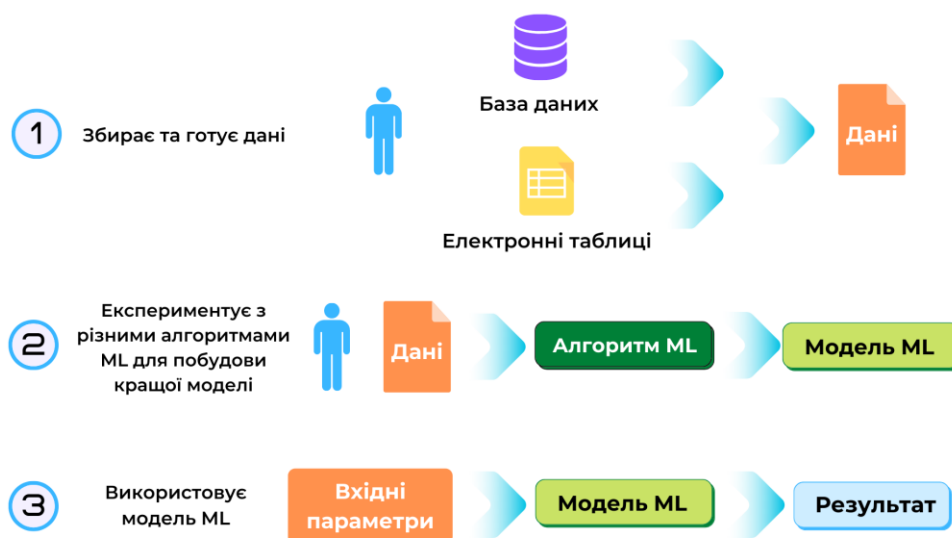 База даних
1
Збирає та готує дані
Дані
Електронні таблиці
2
Експериментує з
різними алгоритмами
ML для побудови
кращої моделі
Дані
Алгоритм ML
Модель ML
3
Використовує
модель ML
Вхідні
параметри
Модель ML
Результат